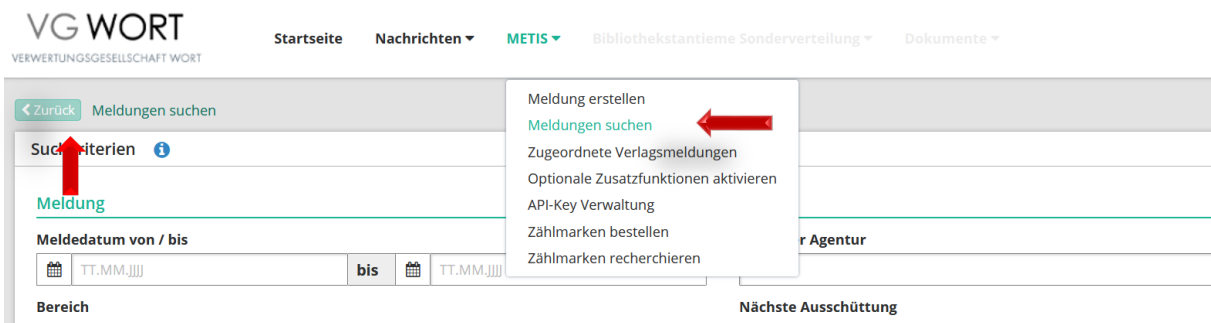 VG WORT
VERWERTUNGSGESELLSCHAFT WORT
Startseite Nachrichten METIS Bibliothekstantieme Sonderverteilung Dokumente
Zurück Meldungen suchen
Meldung erstellen
Meldungen suchen
Zugeordnete Verlagsmeldungen
Optionale Zusatzfunktionen aktivieren
API-Key Verwaltung
Zählmarken bestellen
Zählmarken recherchieren
Meldung
Meldedatum von / bis
Agentur
TT.MM.JJJJ bis TT.MM.JJJJ
Bereich
Nächste Ausschüttung